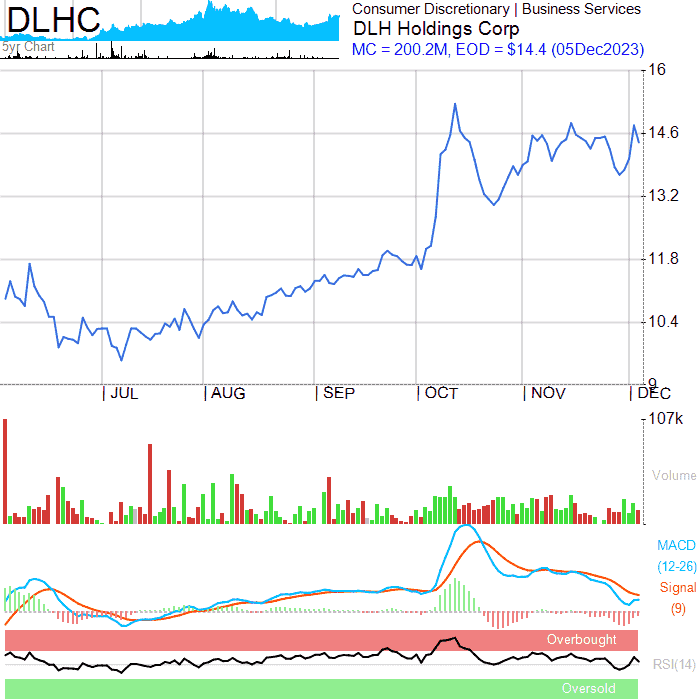 DLHC
5yr Chart
Consumer Discretionary | Business Services
DLH Holdings Corp
MC = 200.2M, EOD = $14.4 (05Dec2023)
16
14.6
13.2
11.8
10.4
9
JUL
AUG
SEP
OCT
NOV
DEC
107k
Volume
MACD
(12-26)
Signal
(9)
Overbought
RSI(14)
Oversold